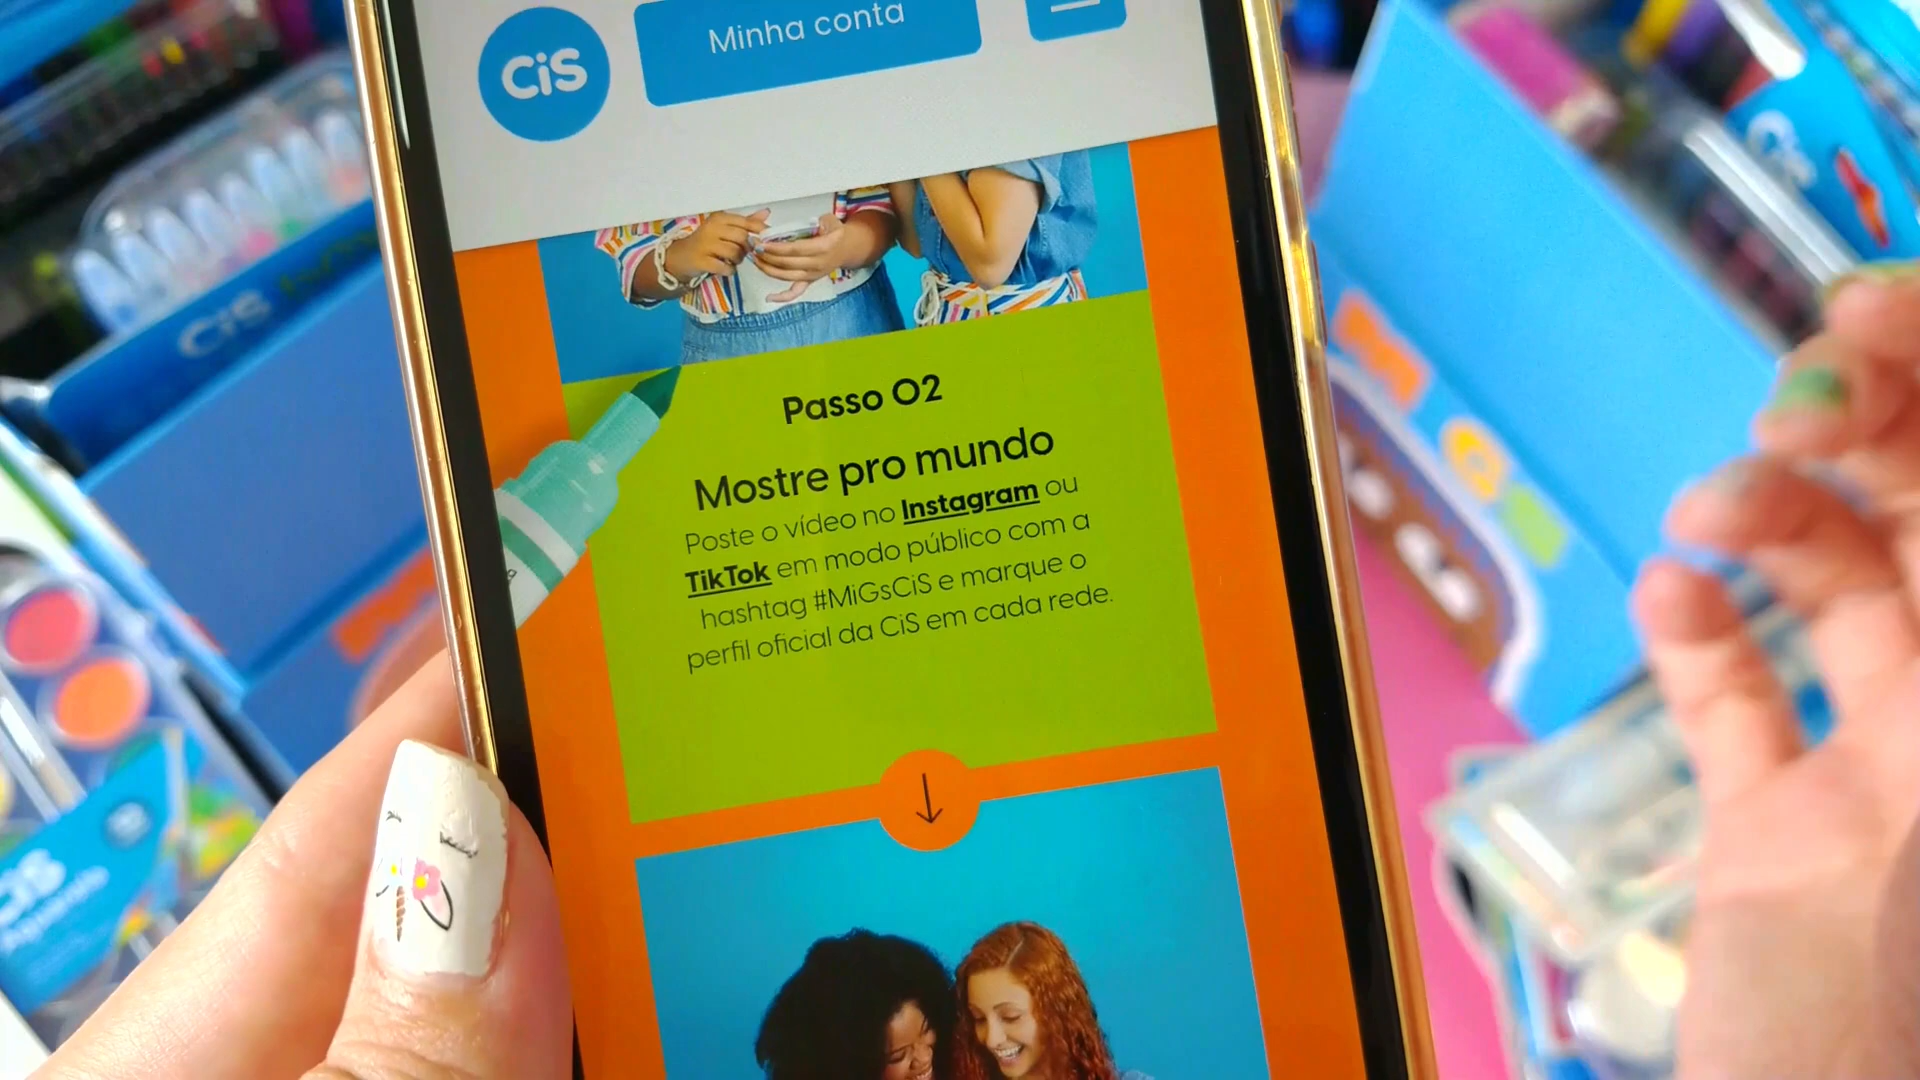 CiS
Minha conta
Passo 02
Mostre pro mundo
Poste o vídeo no Instagram ou
TikTok em modo público com a
hashtag #MiGsCiS e marque o
perfil oficial da CiS em cada rede.
CiS